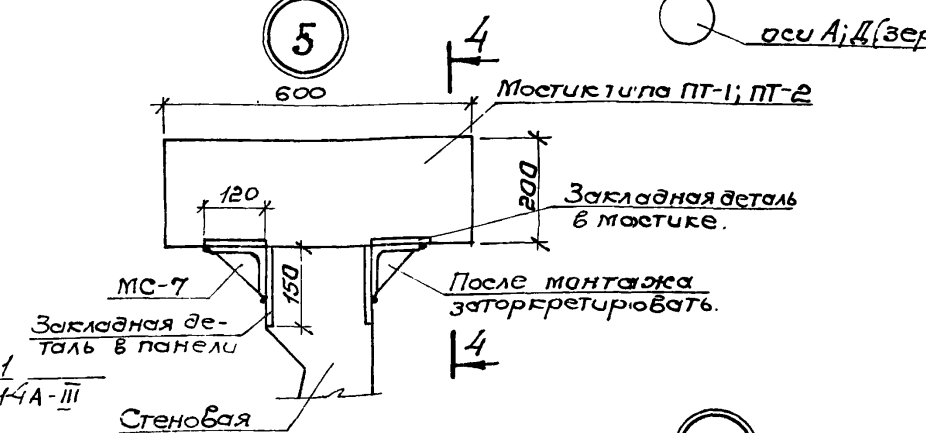 5
4
оси А; Д (зер
600
Мостик типа ПТ-1; ПТ-2
200
120
Закладная деталь
в мостике.
150
МС-7
После монтажа
заторкретировать.
Закладная де-
таль в панели
4
1
4А-III
Стеновая